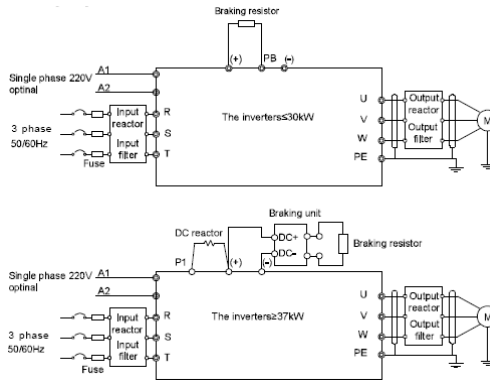 Braking resistor
(+) PB (-)
A1
Single phase 220V
optinal
A2
Input
reactor
Input
filter
R
S
T
3 phase
50/60Hz
Fuse
The inverters≤30kW
U
V
W
PE
Output
reactor
Output
filter
M
Braking unit
DC reactor
DC+
DC-
Braking resistor
P1 (+) (-)
A1
Single phase 220V
optinal
A2
Input
reactor
Input
filter
R
S
T
3 phase
50/60Hz
Fuse
The inverters≥37kW
U
V
W
PE
Output
reactor
Output
filter
M